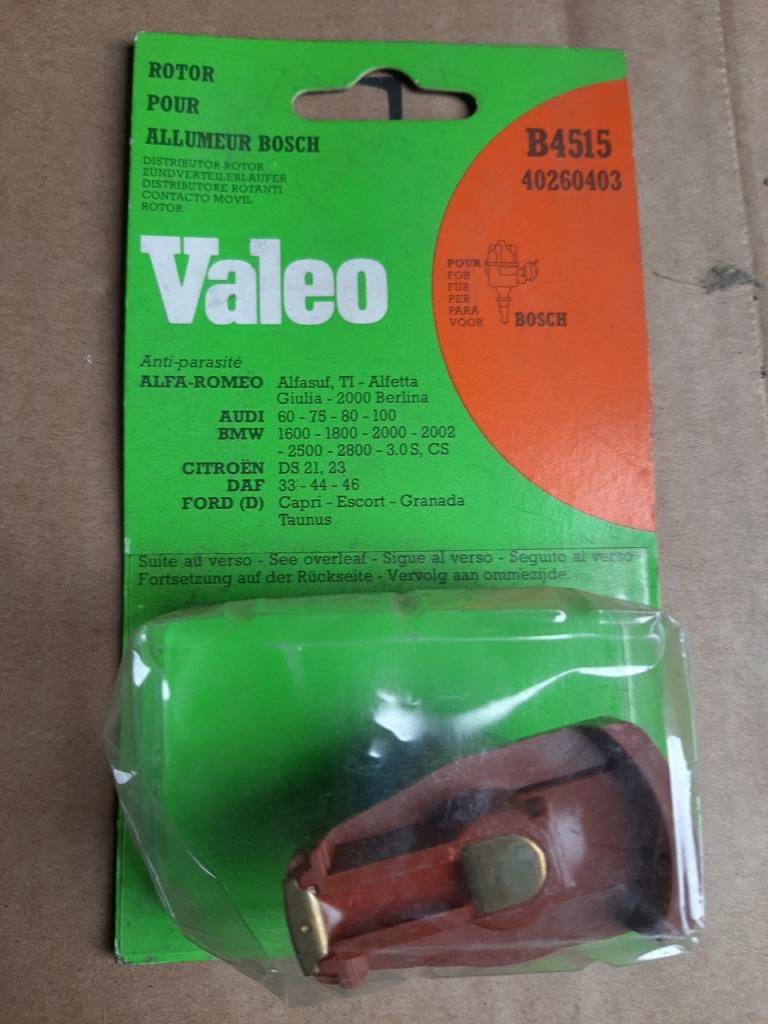 ROTOR
POUR
ALLUMEUR BOSCH
DISTRIBUTOR ROTOR
ZÜNDVERTEILERLAUFER
DISTRIBUTORE ROTANTI
CONTACTO MOVIL
ROTOR
B4515
40260403
Valeo
POUR
FOR
FÜR
PER
PARA
VOOR BOSCH
Anti-parasité
ALFA-ROMEO Alfasuf, TI - Alfetta
Giulia - 2000 Berlina
AUDI 60 - 75 - 80 - 100
BMW 1600 - 1800 - 2000 - 2002
- 2500 - 2800 - 3.0 S, CS
CITROËN DS 21, 23
DAF 33 - 44 - 46
FORD (D) Capri - Escort - Granada
Taunus
Suite au verso - See overleaf - Sigue al verso - Seguito al verso
Fortsetzung auf der Rückseite - Vervolg aan ommezijde.